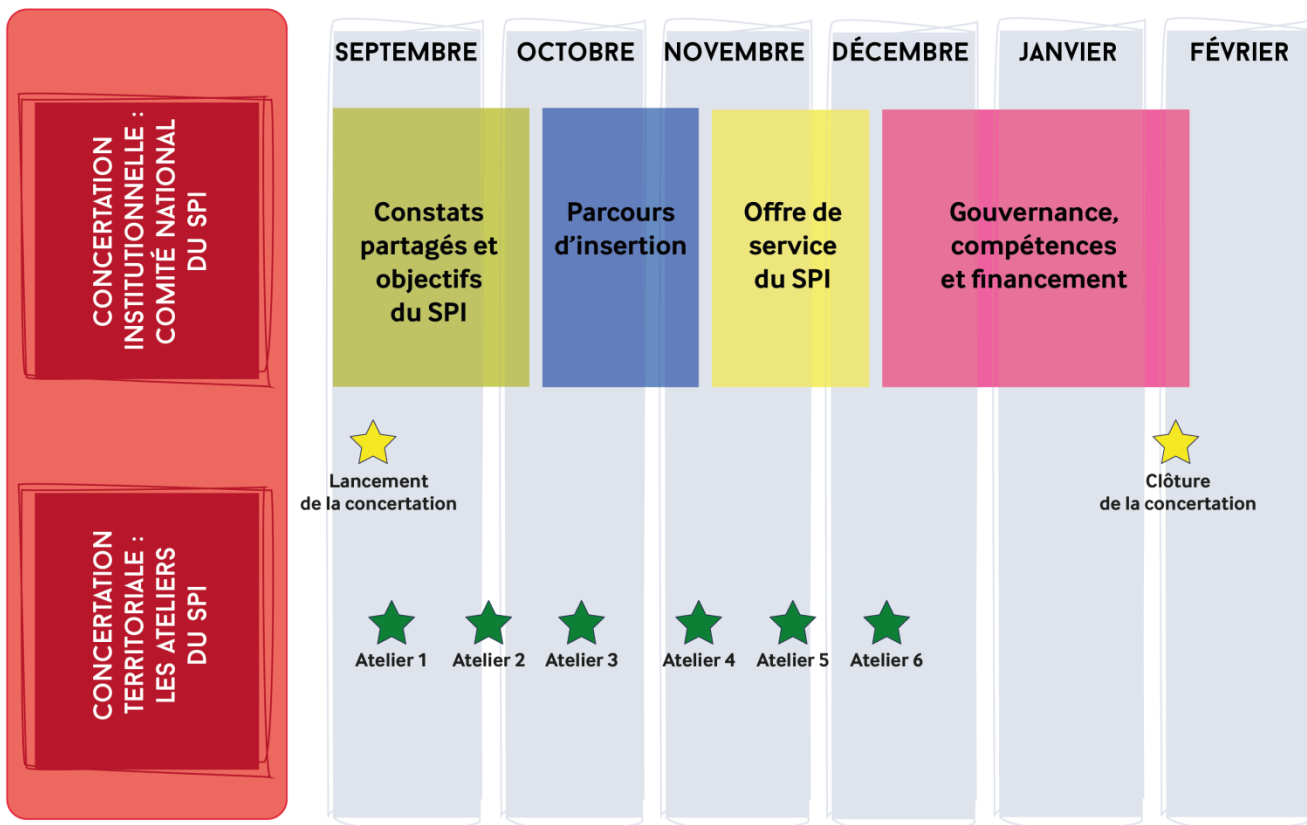 SEPTEMBRE
OCTOBRE
NOVEMBRE
DÉCEMBRE
JANVIER
FÉVRIER
CONCERTATION
INSTITUTIONNELLE :
COMITÉ NATIONAL
DU SPI
Constats
partagés et
objectifs
du SPI
Parcours
d'insertion
Offre de
service
du SPI
Gouvernance,
compétences
et financement
Lancement
de la concertation
Clôture
de la concertation
CONCERTATION
TERRITORIALE :
LES ATELIERS
DU SPI
Atelier 1
Atelier 2
Atelier 3
Atelier 4
Atelier 5
Atelier 6